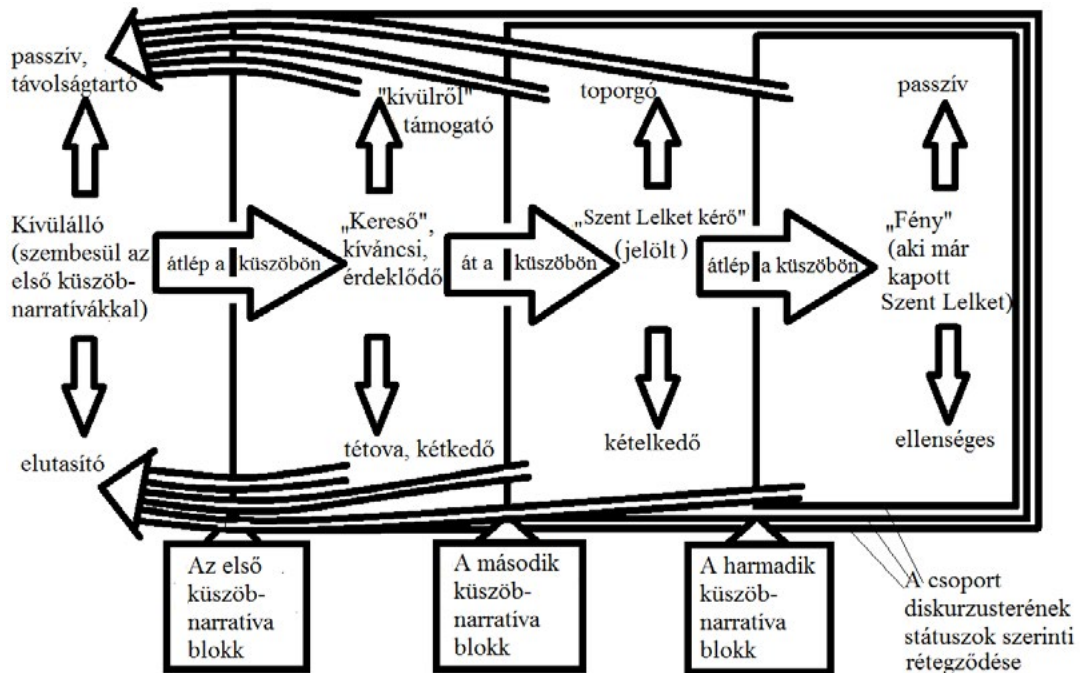 passzív,
távolságtartó
"kívülről"
támogató
toporgó
passzív
Kívülálló
(szembesül az
első küszöb-
narratívákkal)
átlép a küszöbön
„Kereső",
kíváncsi,
érdeklődő
át a küszöbön
„Szent Lelket kérő"
(jelölt )
átlép a küszöbön
„Fény"
(aki már
kapott
Szent Lelket)
elutasító
tétova, kétkedő
kételkedő
ellenséges
Az első
küszöb-
narratíva
blokk
A második
küszöb-
narratíva
blokk
A harmadik
küszöb-
narratíva
blokk
A csoport
diskurzusterének
státuszok szerinti
rétegződése